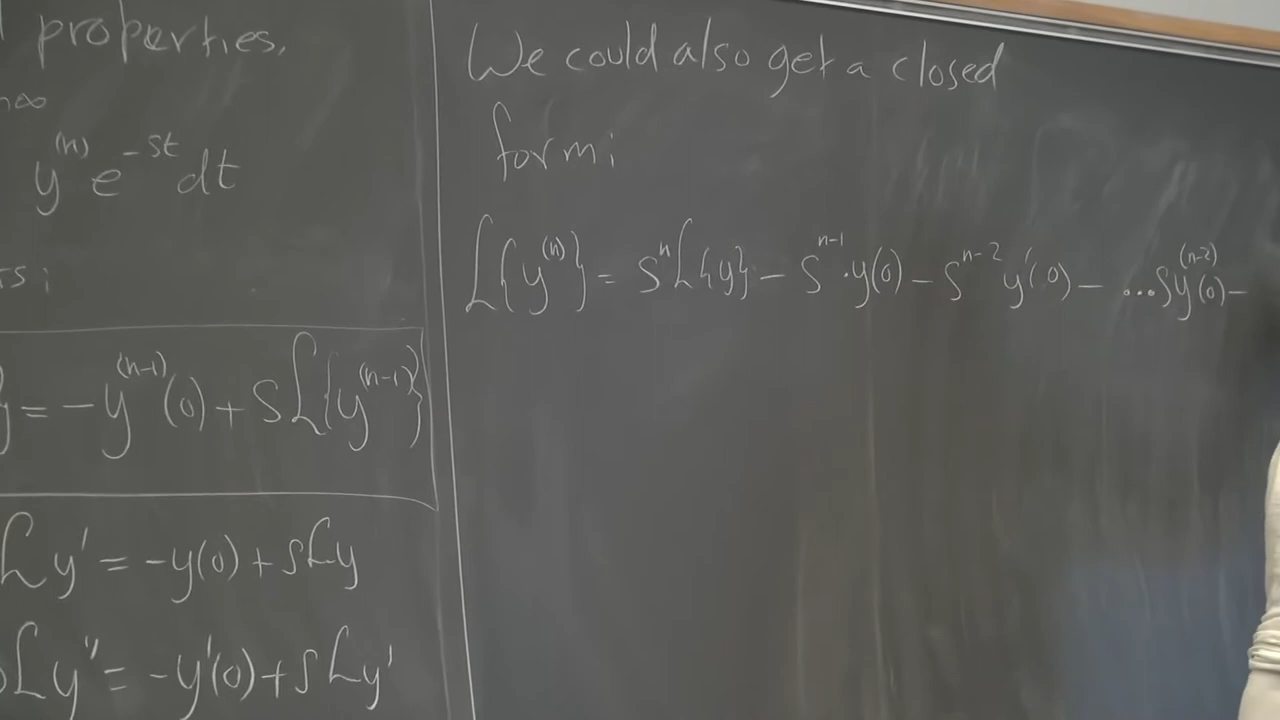 properties.
∞
y^(n) e^-st dt
} = -y^(n-1)(0) + sL{y^(n-1)}
Ly' = -y(0) + sLy
Ly'' = -y'(0) + sLy'
We could also get a closed
form:
L{y^(n)} = s^n L{y} - s^n-1 · y(0) - s^n-2 y'(0) - ... s y^(n-2)(0) -